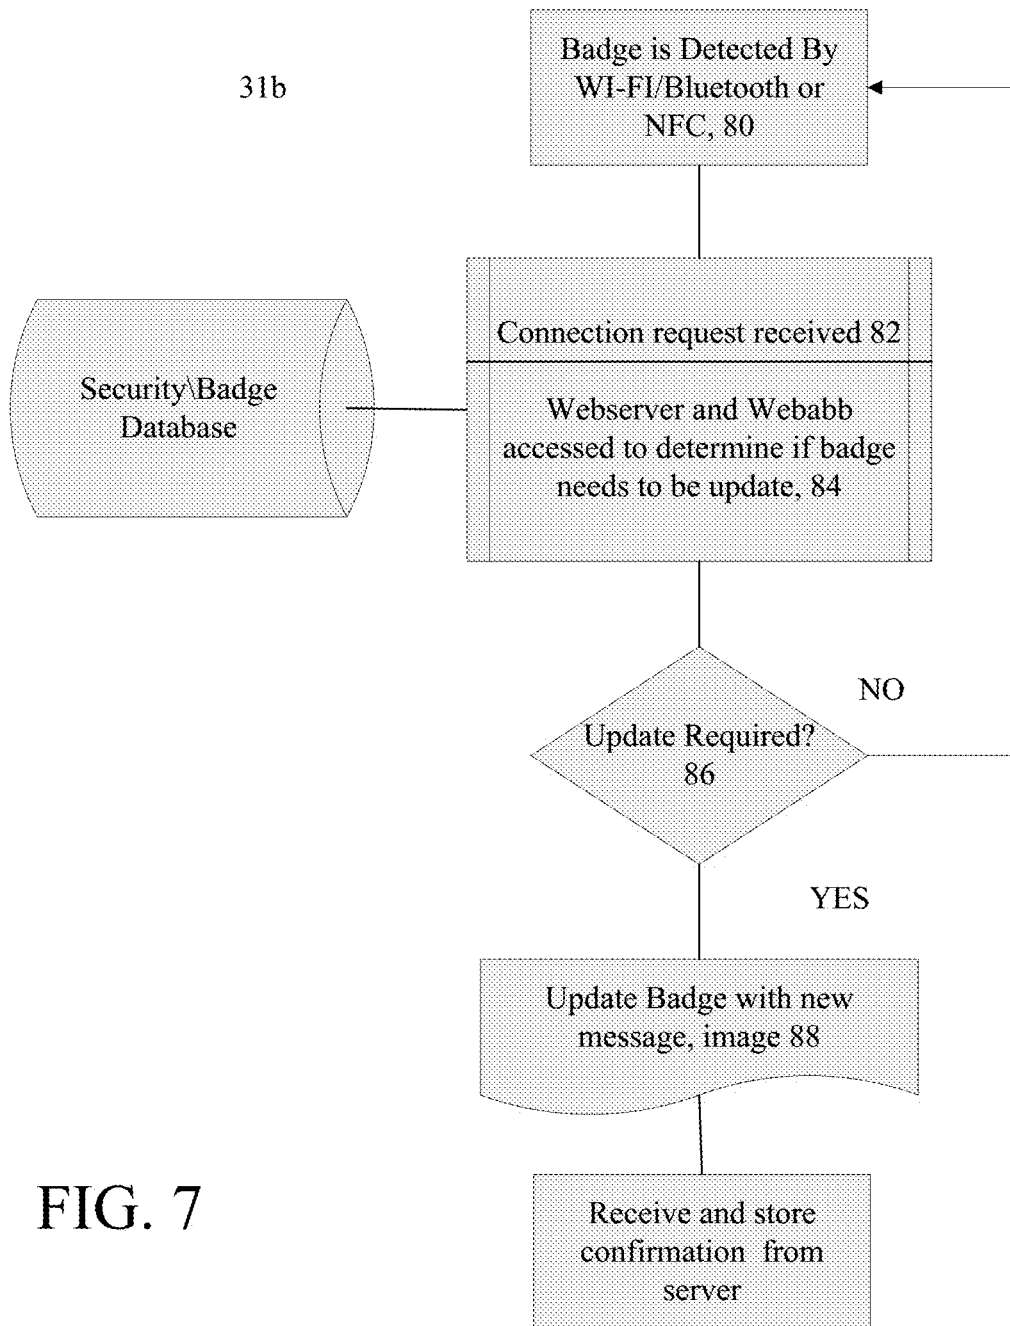 Badge is Detected By
WI-FI/Bluetooth or
NFC, 80
31b
Connection request received 82
Security\Badge
Database
Webserver and Webabb
accessed to determine if badge
needs to be update, 84
Update Required?
86
NO
YES
Update Badge with new
message, image 88
Receive and store
confirmation from
server
FIG. 7